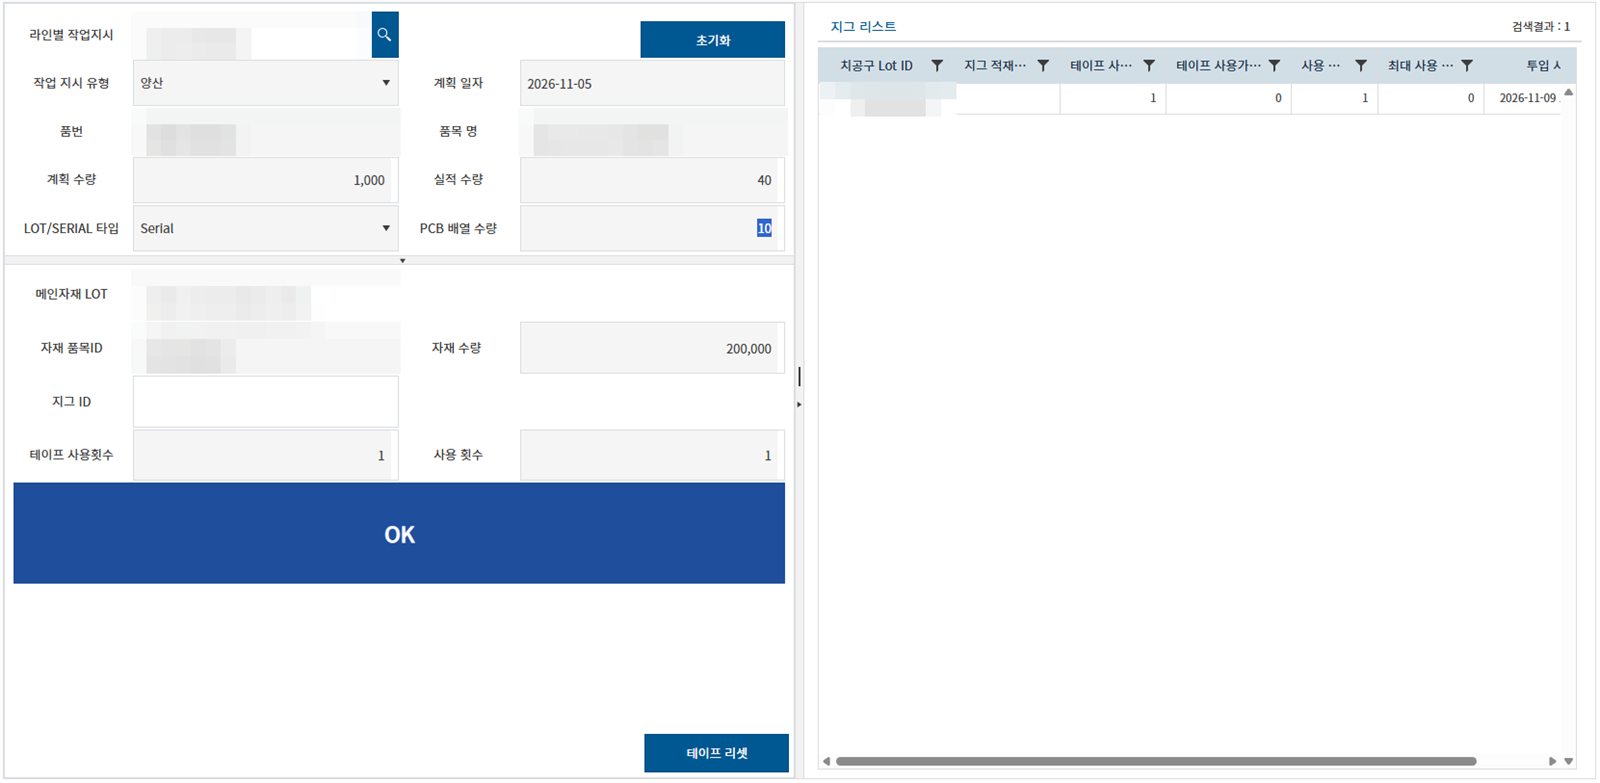 라인별 작업지시
초기화
작업 지시 유형 양산 계획 일자 2026-11-05
품번 품목 명
계획 수량 1,000 실적 수량 40
LOT/SERIAL 타입 Serial PCB 배열 수량 10
메인자재 LOT
자재 품목ID 자재 수량 200,000
지그 ID
테이프 사용횟수 1 사용 횟수 1
OK
테이프 리셋
지그 리스트 검색결과 : 1
치공구 Lot ID 지그 적재··· 테이프 사··· 테이프 사용가··· 사용 ··· 최대 사용 ··· 투입 시
1 0 1 0 2026-11-09